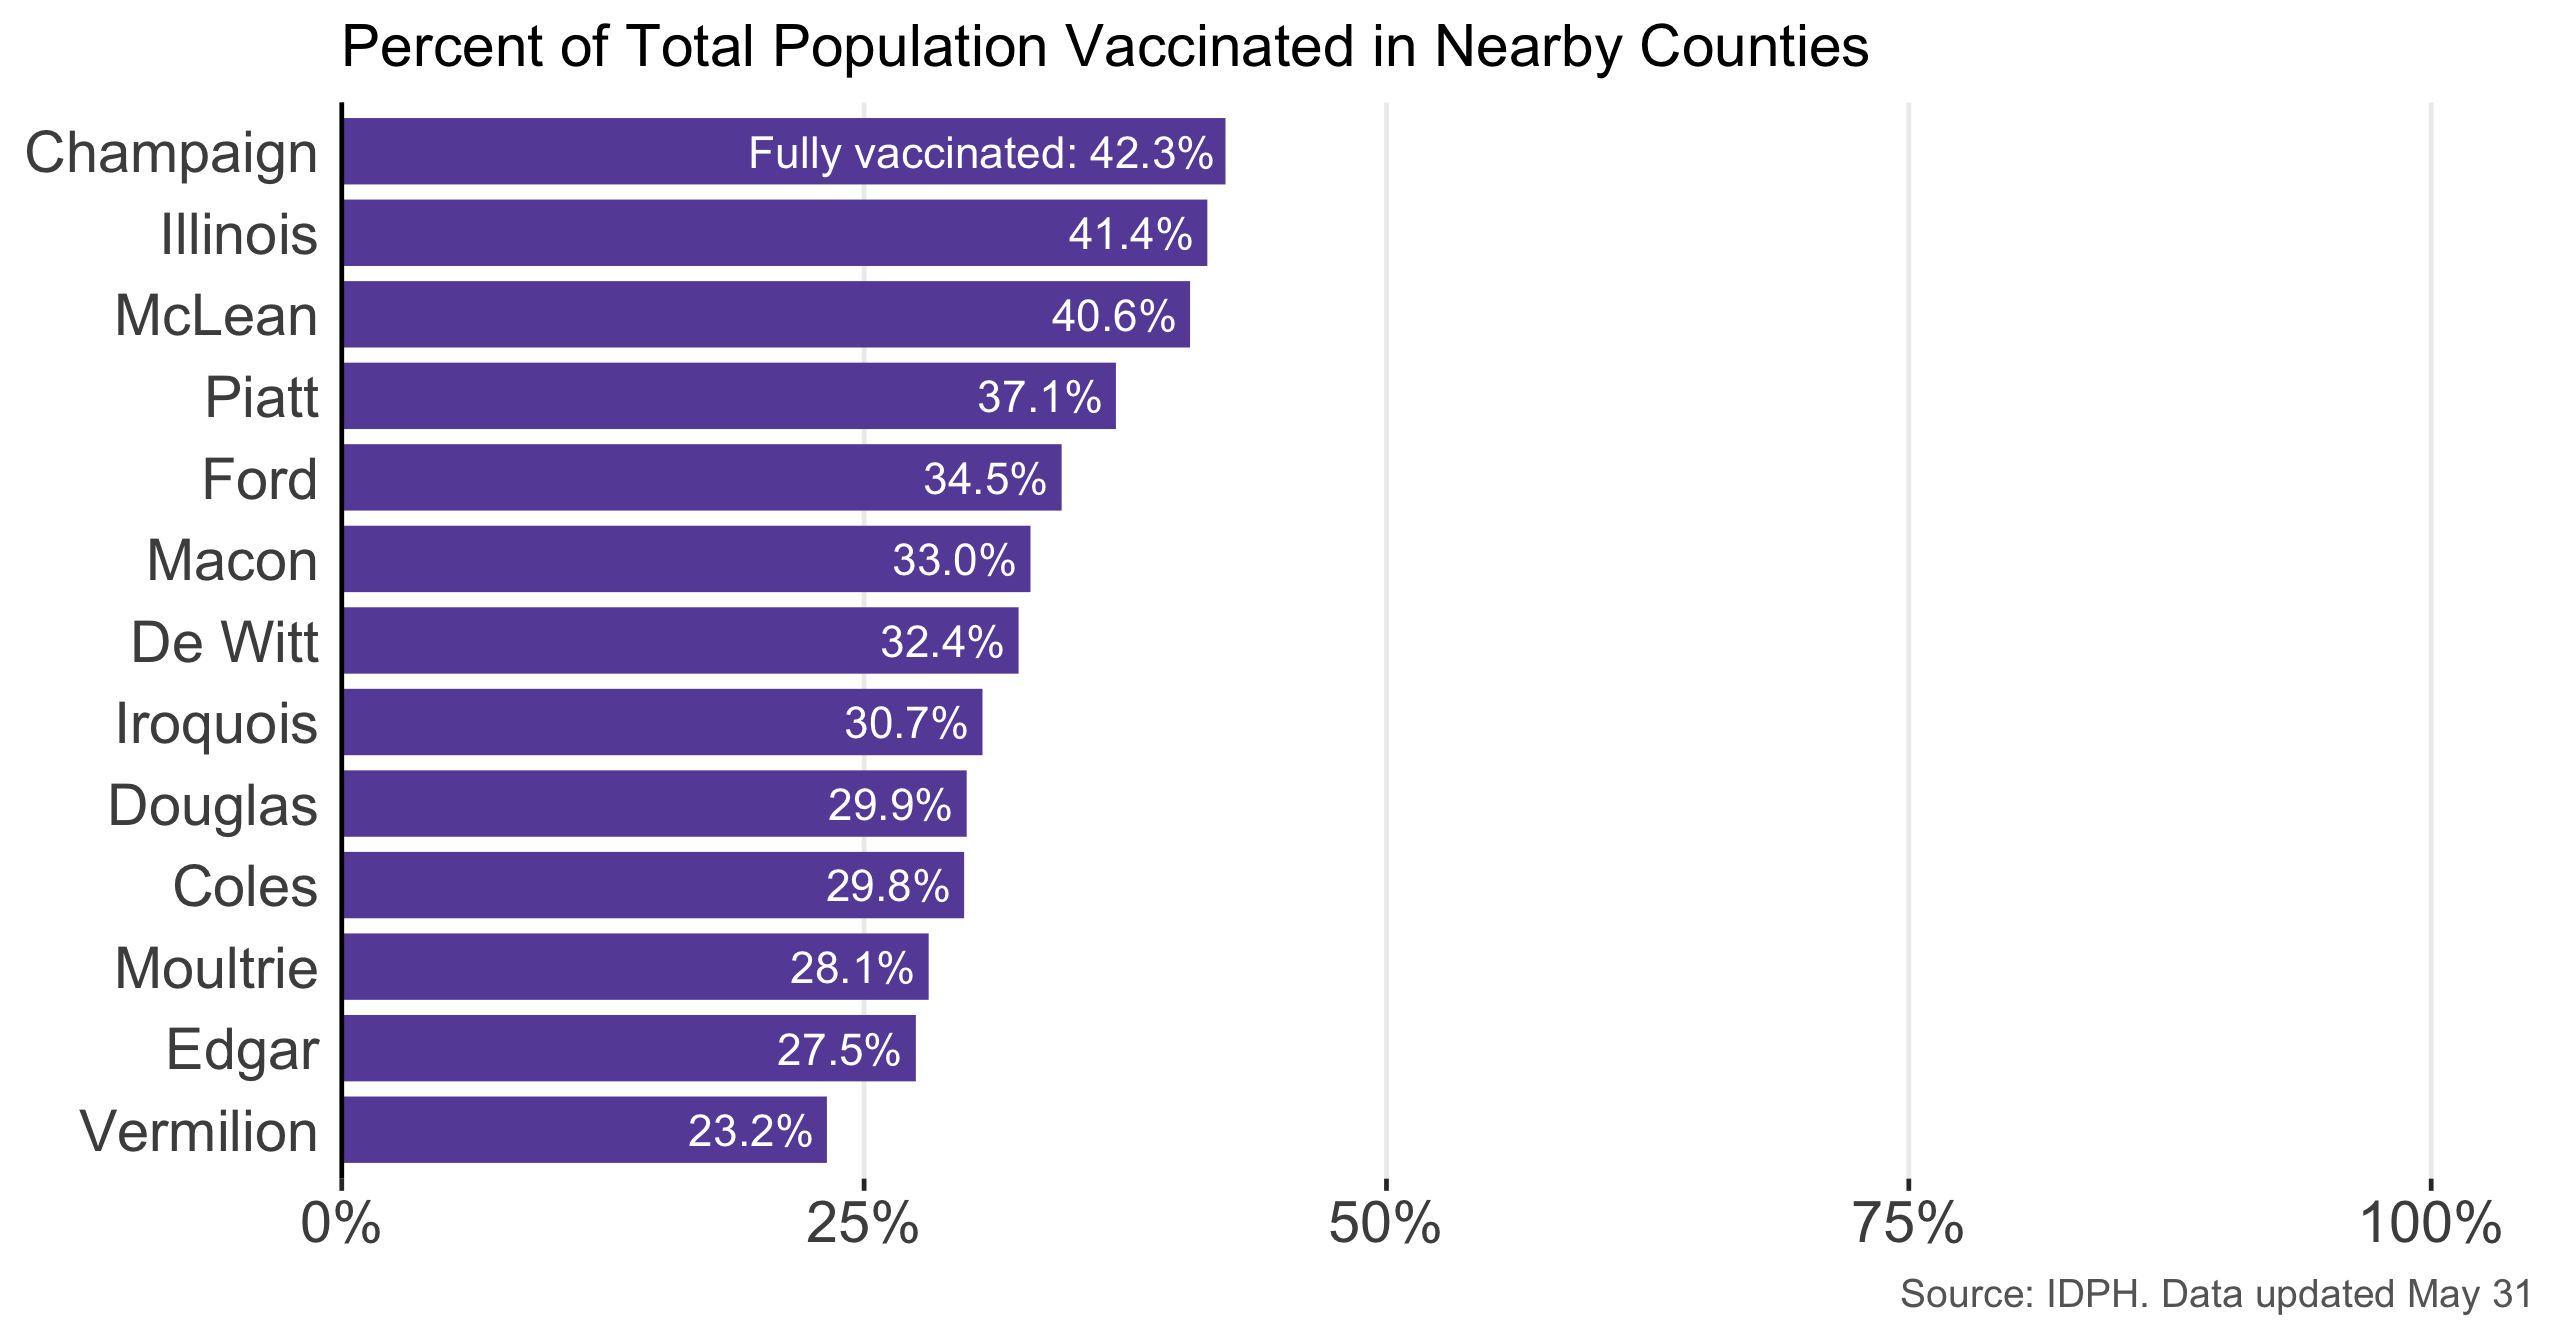 Percent of Total Population Vaccinated in Nearby Counties
Champaign Fully vaccinated: 42.3%
Illinois 41.4%
McLean 40.6%
Piatt 37.1%
Ford 34.5%
Macon 33.0%
De Witt 32.4%
Iroquois 30.7%
Douglas 29.9%
Coles 29.8%
Moultrie 28.1%
Edgar 27.5%
Vermilion 23.2%
0% 25% 50% 75% 100%
Source: IDPH. Data updated May 31